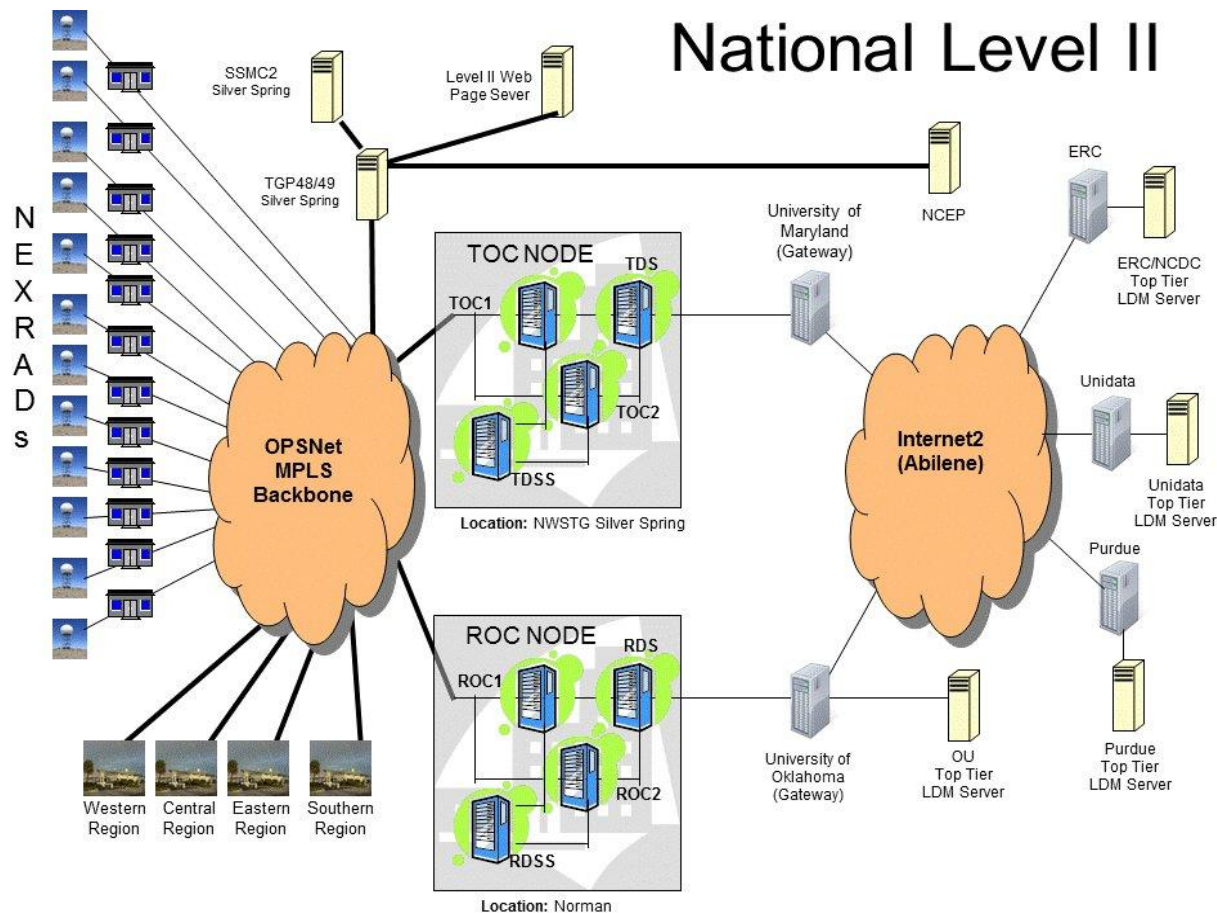 National Level II
SSMC2
Silver Spring
Level II Web
Page Sever
TGP48/49
Silver Spring
NCEP
ERC
ERC/NCDC
Top Tier
LDM Server
University of
Maryland
(Gateway)
N
E
X
R
A
D
s
TOC NODE
TDS
TOC1
TOC2
TDSS
Location: NWSTG Silver Spring
OPSNet
MPLS
Backbone
Internet2
(Abilene)
Unidata
Unidata
Top Tier
LDM Server
Purdue
Purdue
Top Tier
LDM Server
ROC NODE
RDS
ROC1
ROC2
RDSS
Location: Norman
University of
Oklahoma
(Gateway)
OU
Top Tier
LDM Server
Western
Region
Central
Region
Eastern
Region
Southern
Region